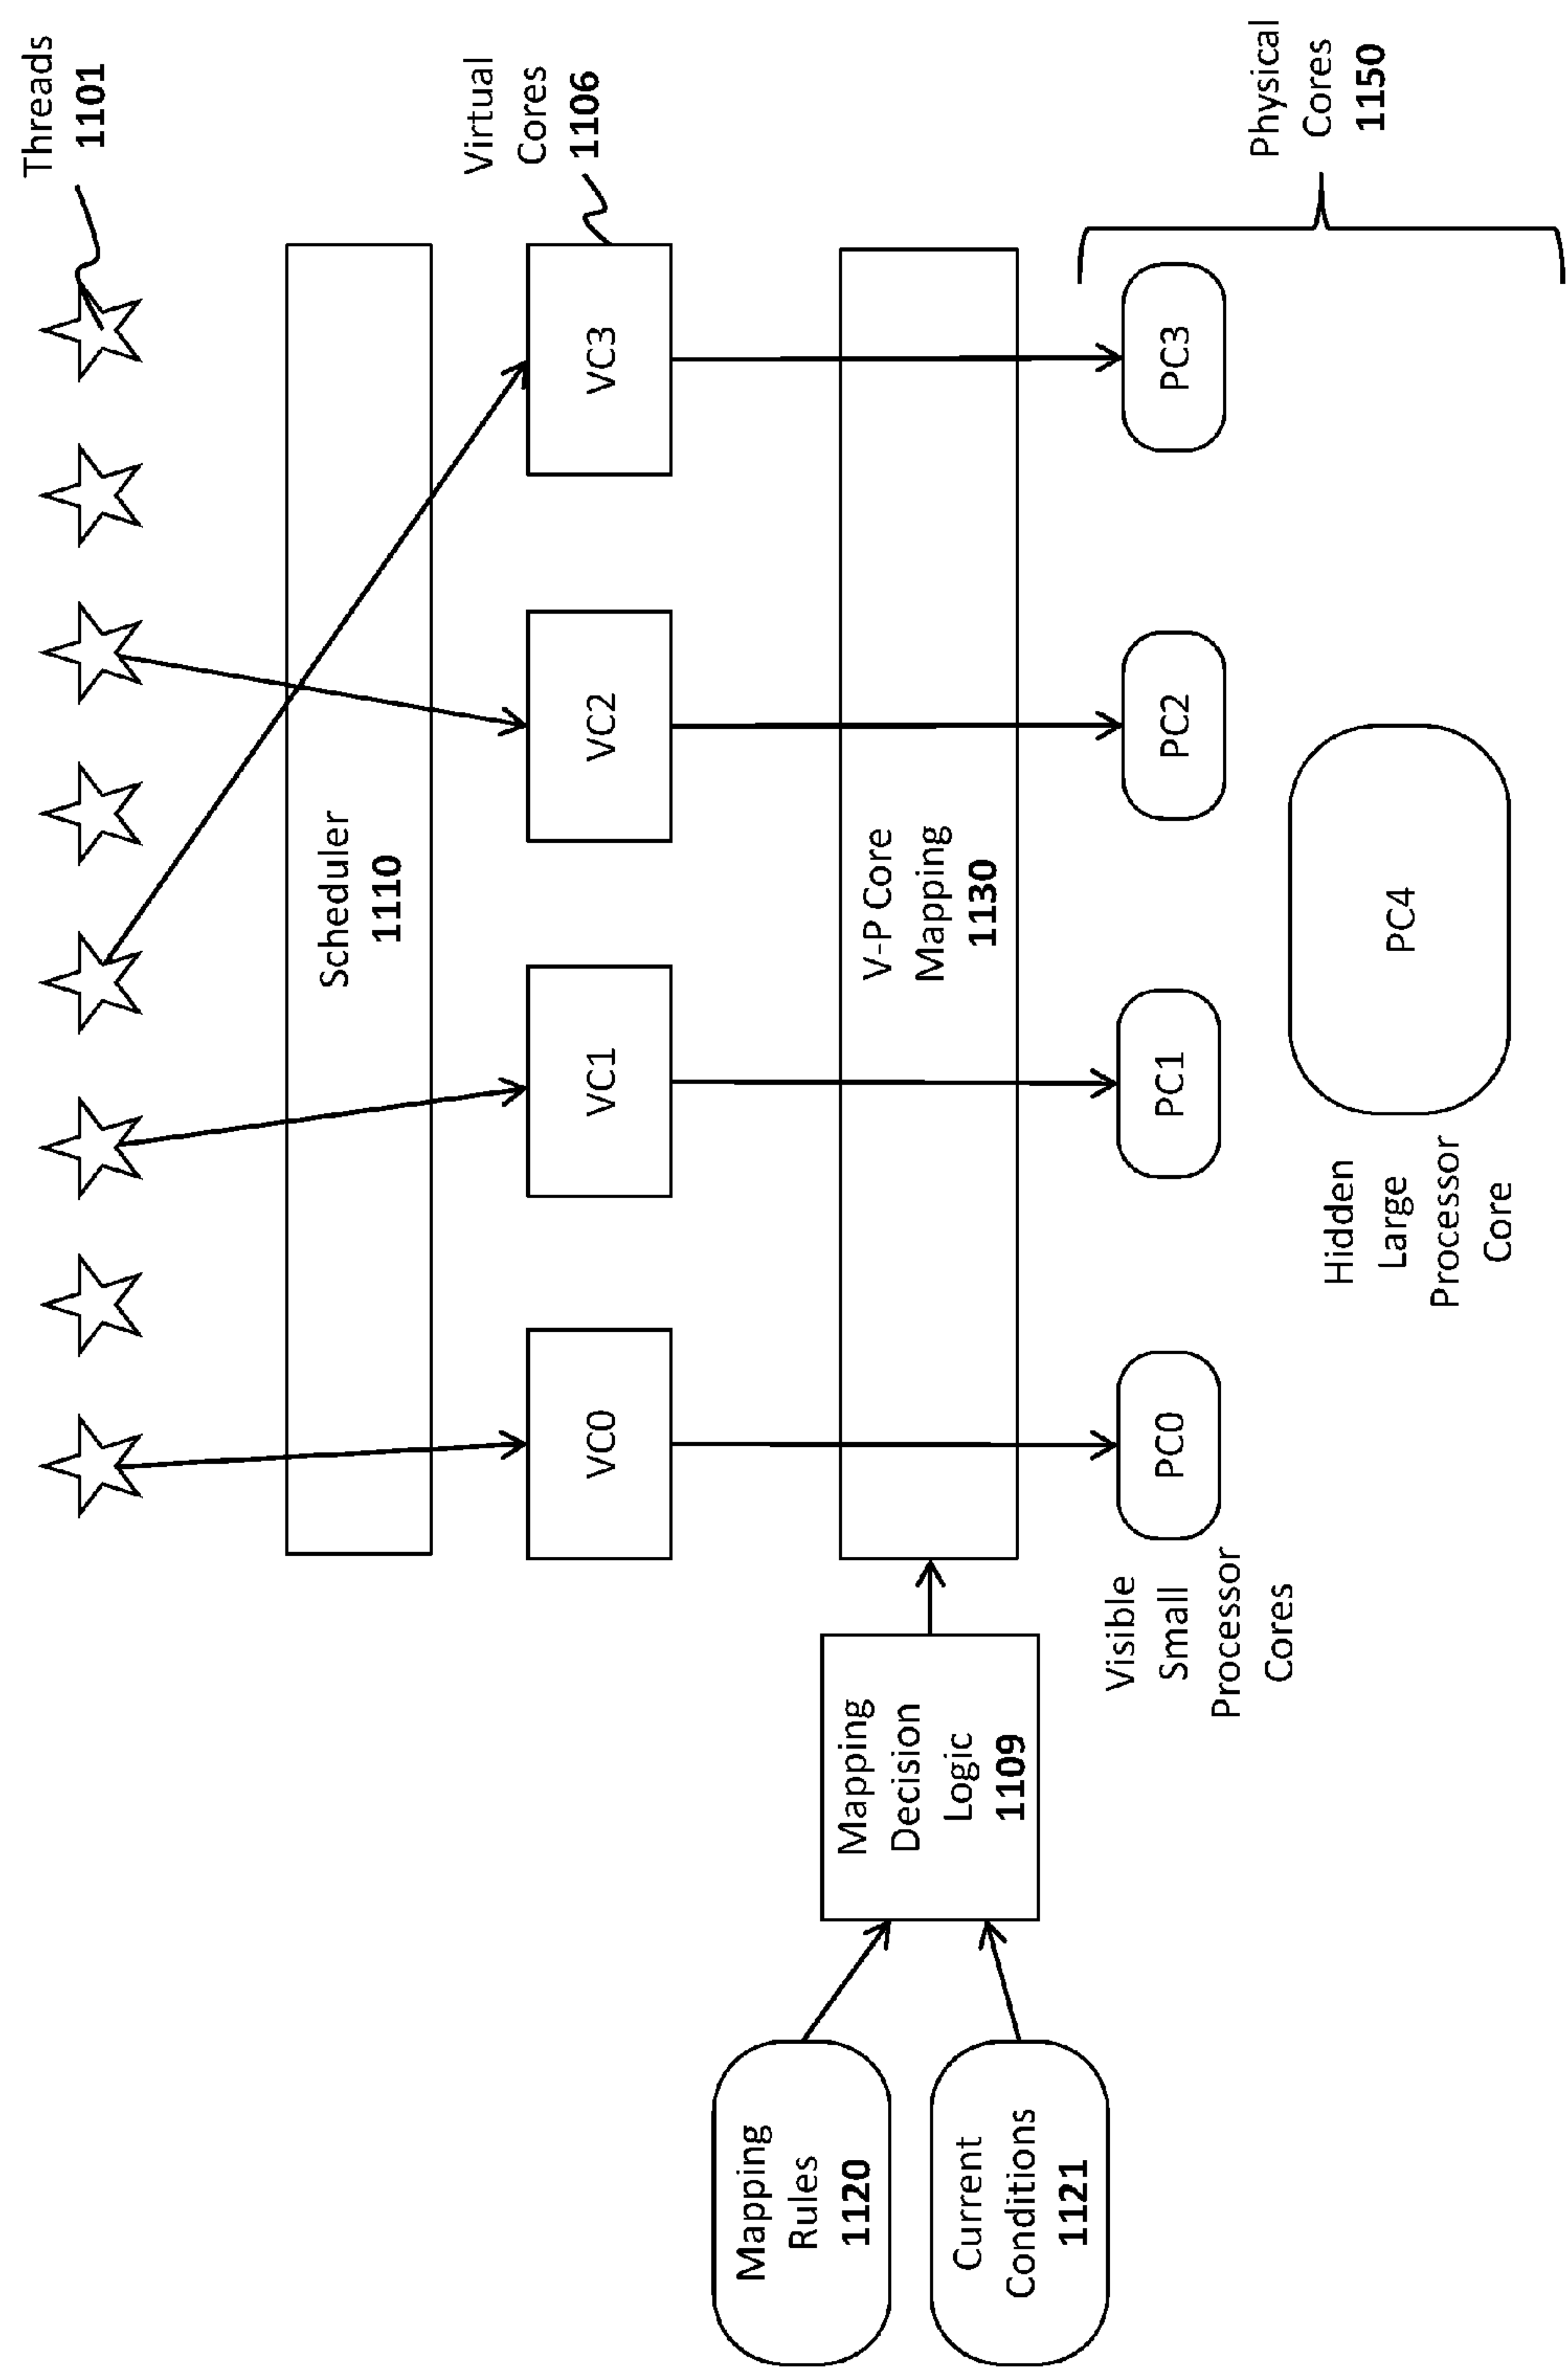 Threads
1101
Scheduler
1110
Virtual
Cores
1106
VC0
VC1
VC2
VC3
Mapping
Rules
1120
Current
Conditions
1121
Mapping
Decision
Logic
1109
V-P Core
Mapping
1130
Visible
Small
Processor
Cores
PC0
PC1
PC2
PC3
Hidden
Large
Processor
Core
PC4
Physical
Cores
1150